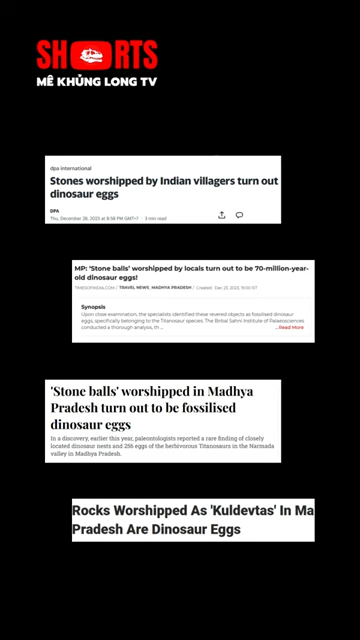 SHORTS
MÊ KHỦNG LONG TV
dpa international
Stones worshipped by Indian villagers turn out
dinosaur eggs
DPA
Thu, December 28, 2023 at 8:58 PM GMT+7 · 3 min read
MP: 'Stone balls' worshipped by locals turn out to be 70-million-year-
old dinosaur eggs!
TIMESOFINDIA.COM / TRAVEL NEWS, MADHYA PRADESH / Created : Dec 23, 2023,
Synopsis
Upon close examination, the specialists identified these revered objects as fossilised dinosaur
eggs, specifically belonging to the Titanosaur species. The Birbal Sahni Institute of Palaeosciences
conducted a thorough analysis, th ...
...Read More
'Stone balls' worshipped in Madhya
Pradesh turn out to be fossilised
dinosaur eggs
In a discovery, earlier this year, paleontologists reported a rare finding of closely
located dinosaur nests and 256 eggs of the herbivorous Titanosaurs in the Narmada
valley in Madhya Pradesh.
Rocks Worshipped As 'Kuldevtas' In Ma
Pradesh Are Dinosaur Eggs